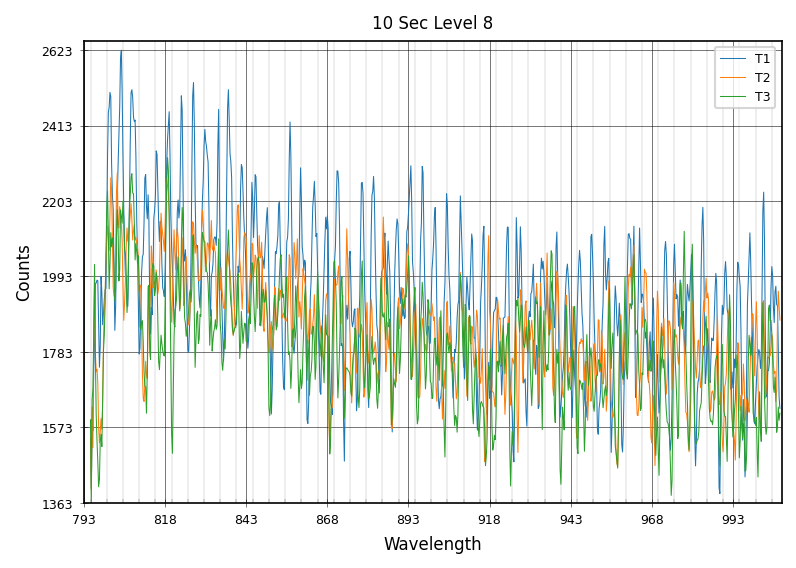 10 Sec Level 8
2623
2413
2203
1993
1783
1573
1363
Counts
793 818 843 868 893 918 943 968 993
Wavelength
T1
T2
T3